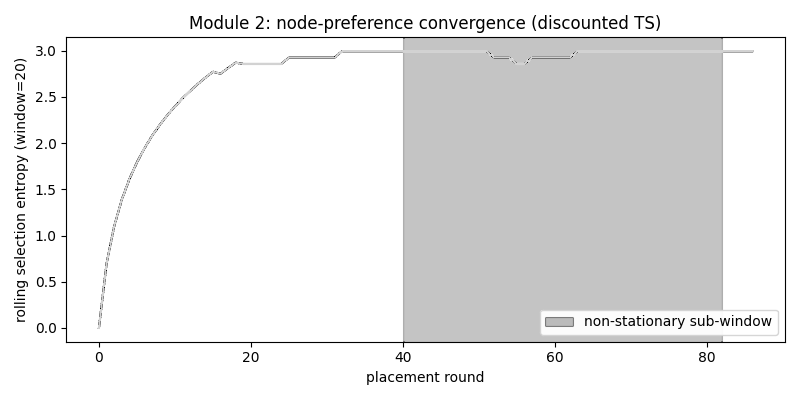 Module 2: node-preference convergence (discounted TS)
rolling selection entropy (window=20)
3.0
2.5
2.0
1.5
1.0
0.5
0.0
non-stationary sub-window
0 20 40 60 80
placement round